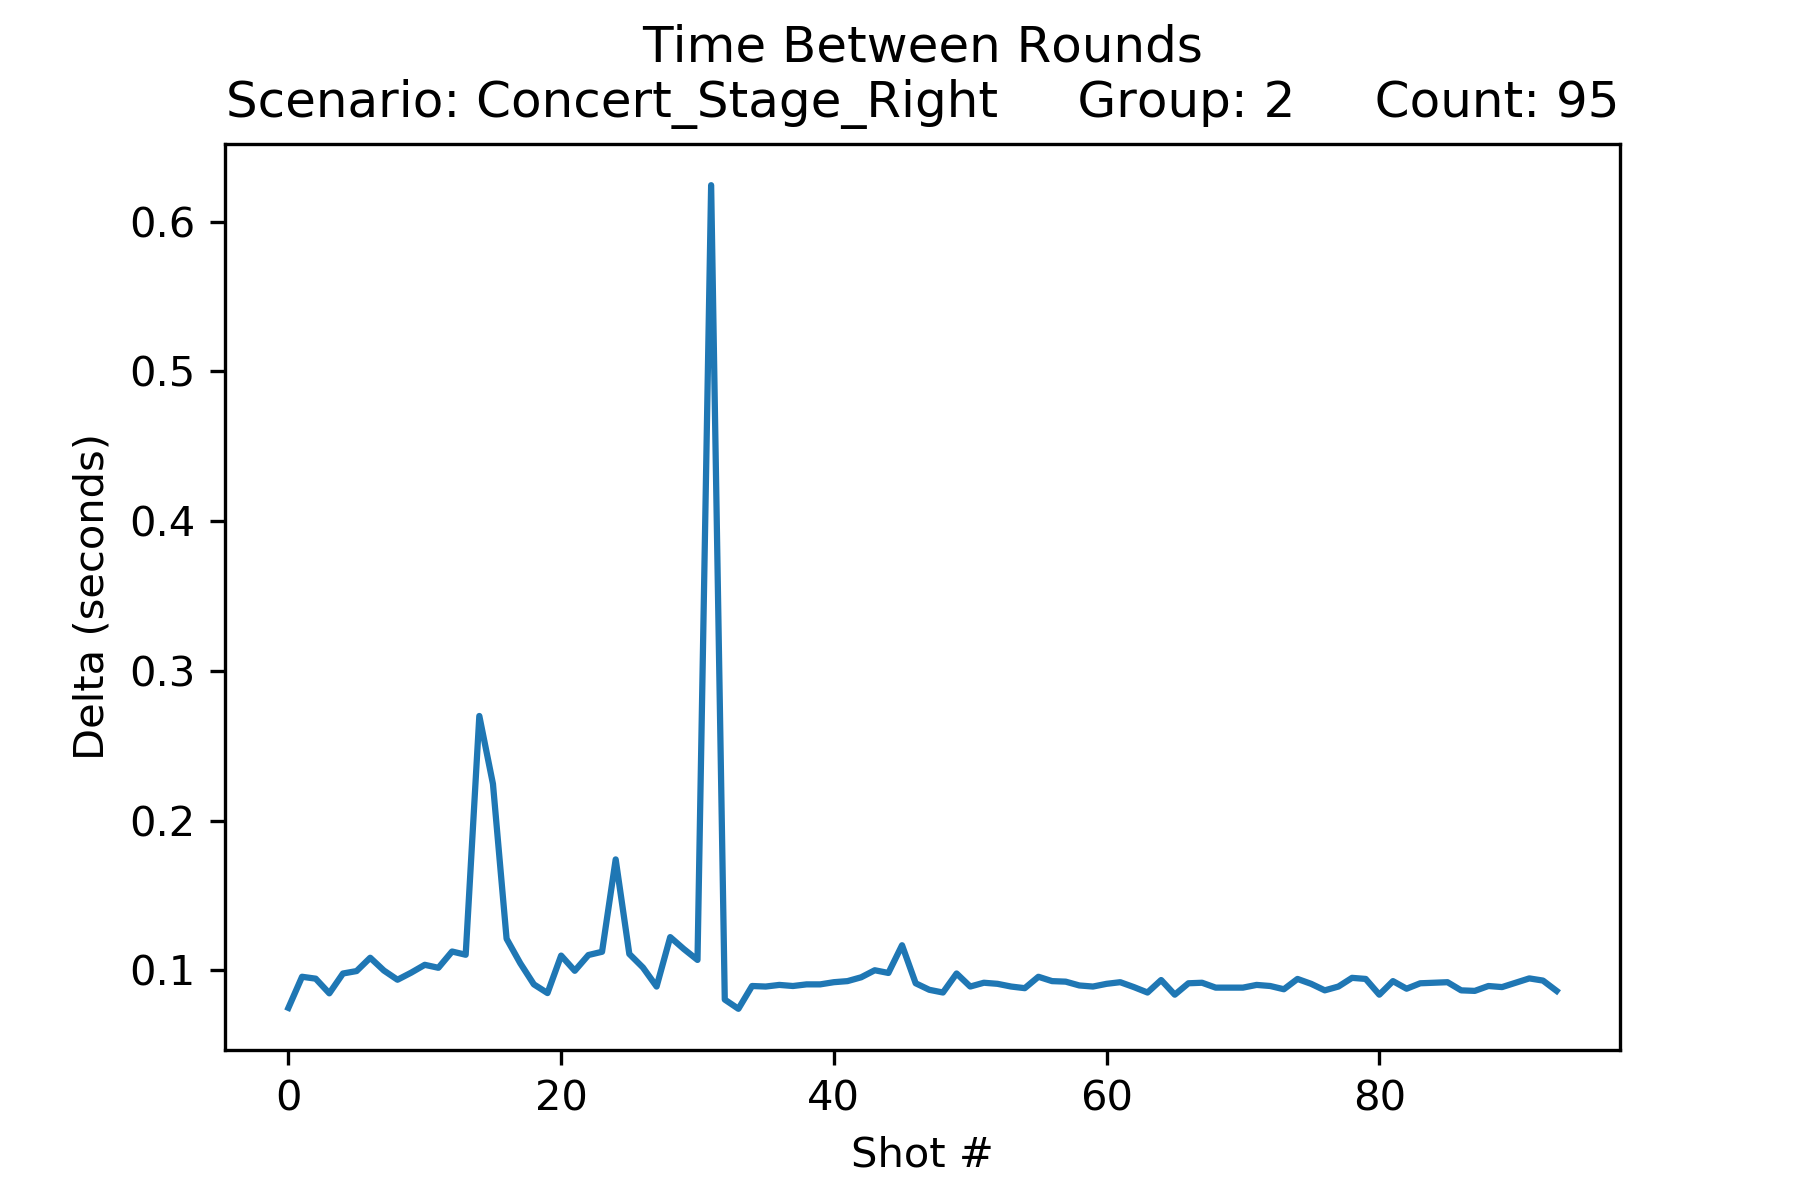 Time Between Rounds
Scenario: Concert_Stage_Right     Group: 2     Count: 95
0.6
0.5
0.4
0.3
0.2
0.1
Delta (seconds)
0 20 40 60 80
Shot #